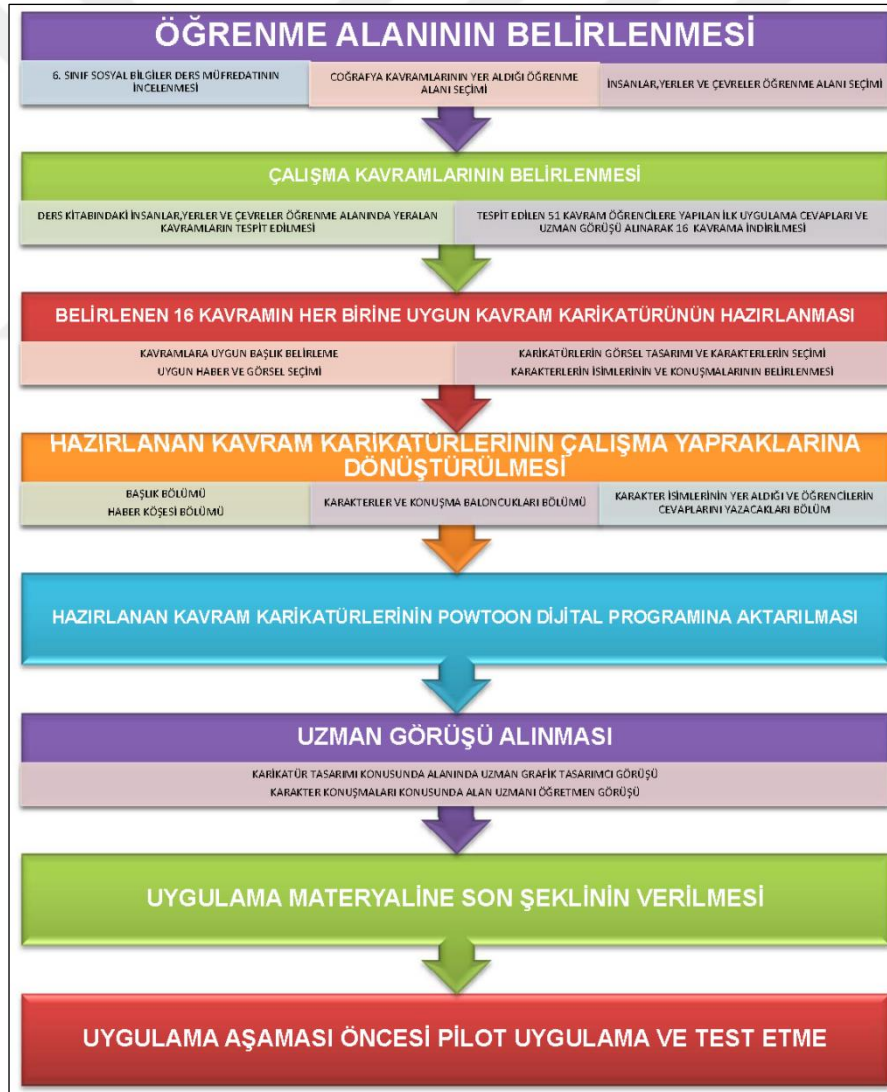 ÖĞRENME ALANININ BELİRLENMESİ
6. SINIF SOSYAL BİLGİLER DERS MÜFREDATININ
İNCELENMESİ
COĞRAFYA KAVRAMLARININ YER ALDIĞI ÖĞRENME
ALANI SEÇİMİ
İNSANLAR,YERLER VE ÇEVRELER ÖĞRENME ALANI SEÇİMİ
ÇALIŞMA KAVRAMLARININ BELİRLENMESİ
DERS KİTABINDAKİ İNSANLAR,YERLER VE ÇEVRELER ÖĞRENME ALANINDA YERALAN
KAVRAMLARIN TESPİT EDİLMESİ
TESPİT EDİLEN 51 KAVRAM ÖĞRENCİLERE YAPILAN İLK UYGULAMA CEVAPLARI VE
UZMAN GÖRÜŞÜ ALINARAK 16 KAVRAMA İNDİRİLMESİ
BELİRLENEN 16 KAVRAMIN HER BİRİNE UYGUN KAVRAM KARİKATÜRÜNÜN HAZIRLANMASI
KAVRAMLARA UYGUN BAŞLIK BELİRLEME
UYGUN HABER VE GÖRSEL SEÇİMİ
KARİKATÜRLERİN GÖRSEL TASARIMI VE KARAKTERLERİN SEÇİMİ
KARAKTERLERİN İSİMLERİNİN VE KONUŞMALARININ BELİRLENMESİ
HAZIRLANAN KAVRAM KARİKATÜRLERİNİN ÇALIŞMA YAPRAKLARINA
DÖNÜŞTÜRÜLMESİ
BAŞLIK BÖLÜMÜ
HABER KÖŞESİ BÖLÜMÜ
KARAKTERLER VE KONUŞMA BALONCUKLARI BÖLÜMÜ
KARAKTER İSİMLERİNİN YER ALDIĞI VE ÖĞRENCİLERİN
CEVAPLARINI YAZACAKLARI BÖLÜM
HAZIRLANAN KAVRAM KARİKATÜRLERİNİN POWTOON DİJİTAL PROGRAMINA AKTARILMASI
UZMAN GÖRÜŞÜ ALINMASI
KARİKATÜR TASARIMI KONUSUNDA ALANINDA UZMAN GRAFİK TASARIMCI GÖRÜŞÜ
KARAKTER KONUŞMALARI KONUSUNDA ALAN UZMANI ÖĞRETMEN GÖRÜŞÜ
UYGULAMA MATERYALİNE SON ŞEKLİNİN VERİLMESİ
UYGULAMA AŞAMASI ÖNCESİ PİLOT UYGULAMA VE TEST ETME